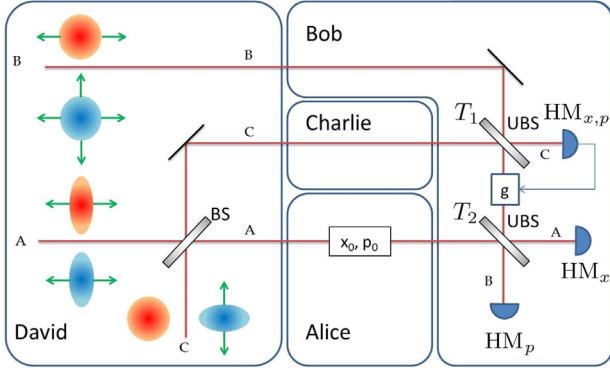 B
B
Bob
T₁
UBS
HMx,p
C
Charlie
C
g
T₂
UBS
BS
A
A
x₀, p₀
A
HMx
B
David
C
Alice
HMp